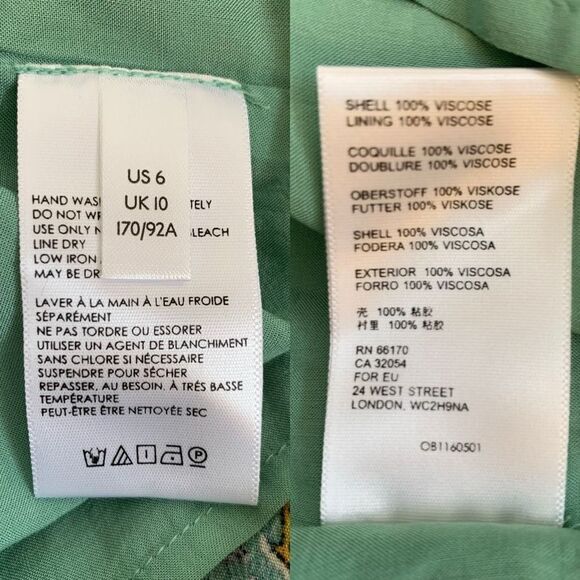 US 6
UK 10
170/92A
HAND
TELY
DO NOT
USE ONLY
BLEACH
LINE DRY
LOW IRON
MAY BE
LAVER À LA MAIN À L'EAU FROIDE
SÉPARÉMENT
NE PAS TORDRE OU ESSORER
UTILISER UN AGENT DE BLANCHIMENT
SANS CHLORE SI NÉCESSAIRE
SUSPENDRE POUR SÉCHER
REPASSER, AU BESOIN, À TRÈS BASSE
TEMPÉRATURE
PEUT-ÊTRE ÊTRE NETTOYÉE SEC
P
SHELL 100% VISCOSE
LINING 100% VISCOSE
COQUILLE 100% VISCOSE
DOUBLURE 100% VISCOSE
OBERSTOFF 100% VISKOSE
FUTTER 100% VISKOSE
SHELL 100% VISCOSA
FODERA 100% VISCOSA
EXTERIOR 100% VISCOSA
FORRO 100% VISCOSA
壳 100% 粘胶
衬里 100% 粘胶
RN 66170
CA 32054
FOR EU
24 WEST STREET
LONDON, WC2H9NA
OB1160501